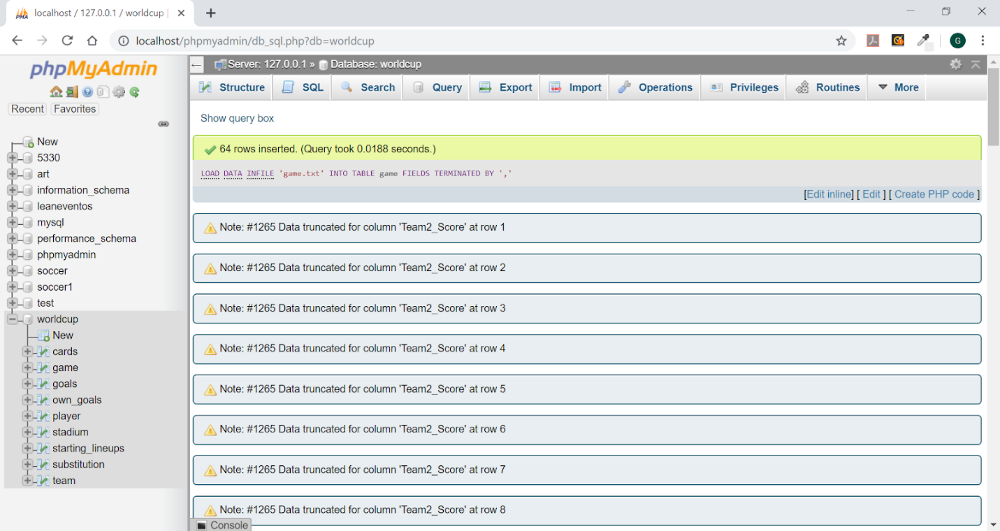 localhost / 127.0.0.1 / worldcup |
localhost/phpmyadmin/db_sql.php?db=worldcup
G
phpMyAdmin
Recent Favorites
New
5330
art
information_schema
leaneventos
mysql
performance_schema
phpmyadmin
soccer
soccer1
test
worldcup
New
cards
game
goals
own_goals
player
stadium
starting_lineups
substitution
team
Server: 127.0.0.1 » Database: worldcup
Structure SQL Search Query Export Import Operations Privileges Routines More
Show query box
64 rows inserted. (Query took 0.0188 seconds.)
LOAD DATA INFILE 'game.txt' INTO TABLE game FIELDS TERMINATED BY ','
[Edit inline] [ Edit ] [ Create PHP code ]
Note: #1265 Data truncated for column 'Team2_Score' at row 1
Note: #1265 Data truncated for column 'Team2_Score' at row 2
Note: #1265 Data truncated for column 'Team2_Score' at row 3
Note: #1265 Data truncated for column 'Team2_Score' at row 4
Note: #1265 Data truncated for column 'Team2_Score' at row 5
Note: #1265 Data truncated for column 'Team2_Score' at row 6
Note: #1265 Data truncated for column 'Team2_Score' at row 7
Note: #1265 Data truncated for column 'Team2_Score' at row 8
Console